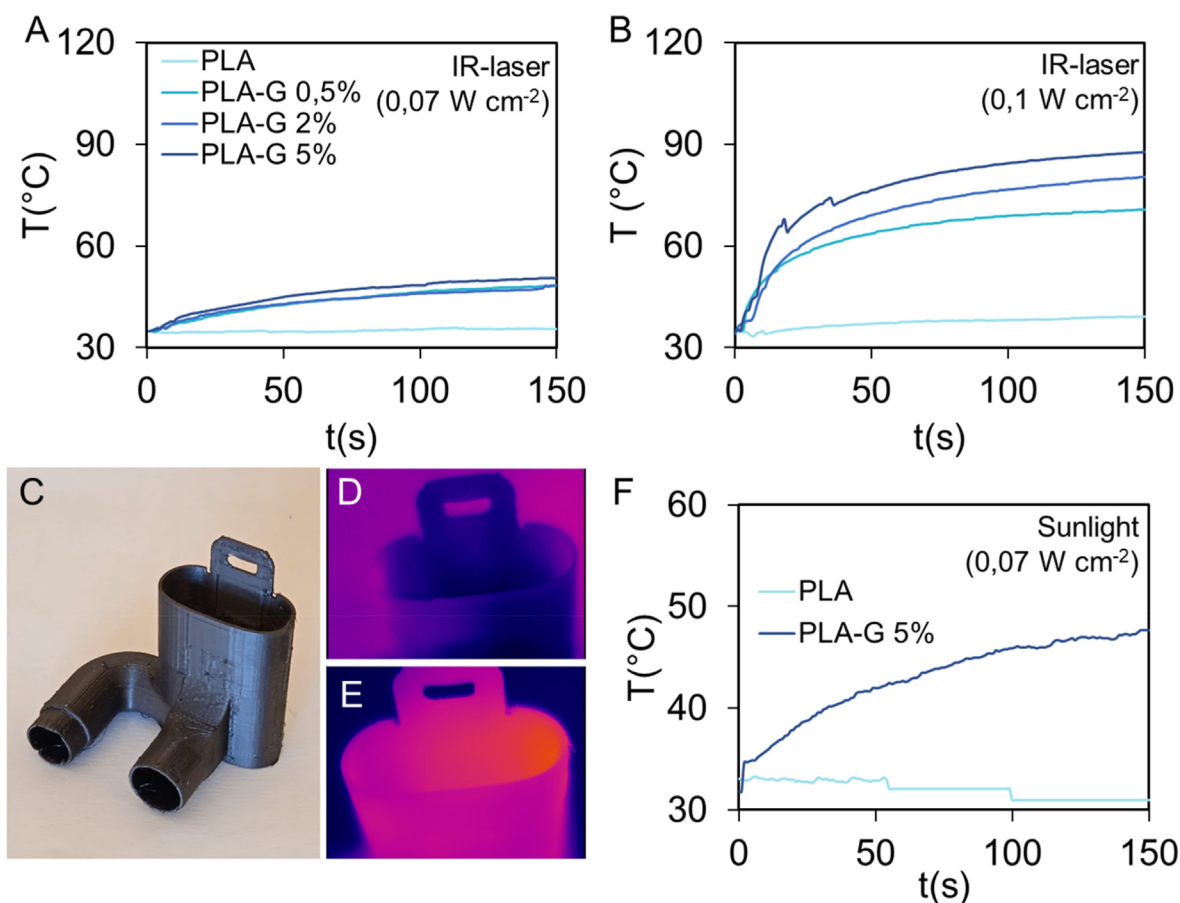 A
120
90
60
30
T(°C)
PLA
PLA-G 0,5%
PLA-G 2%
PLA-G 5%
IR-laser
(0,07 W cm-2)
0
50
100
150
t(s)
B
120
90
60
30
T (°C)
IR-laser
(0,1 W cm-2)
0
50
100
150
t(s)
C
D
E
F
60
50
40
30
T(°C)
Sunlight
(0,07 W cm-2)
PLA
PLA-G 5%
0
50
100
150
t(s)